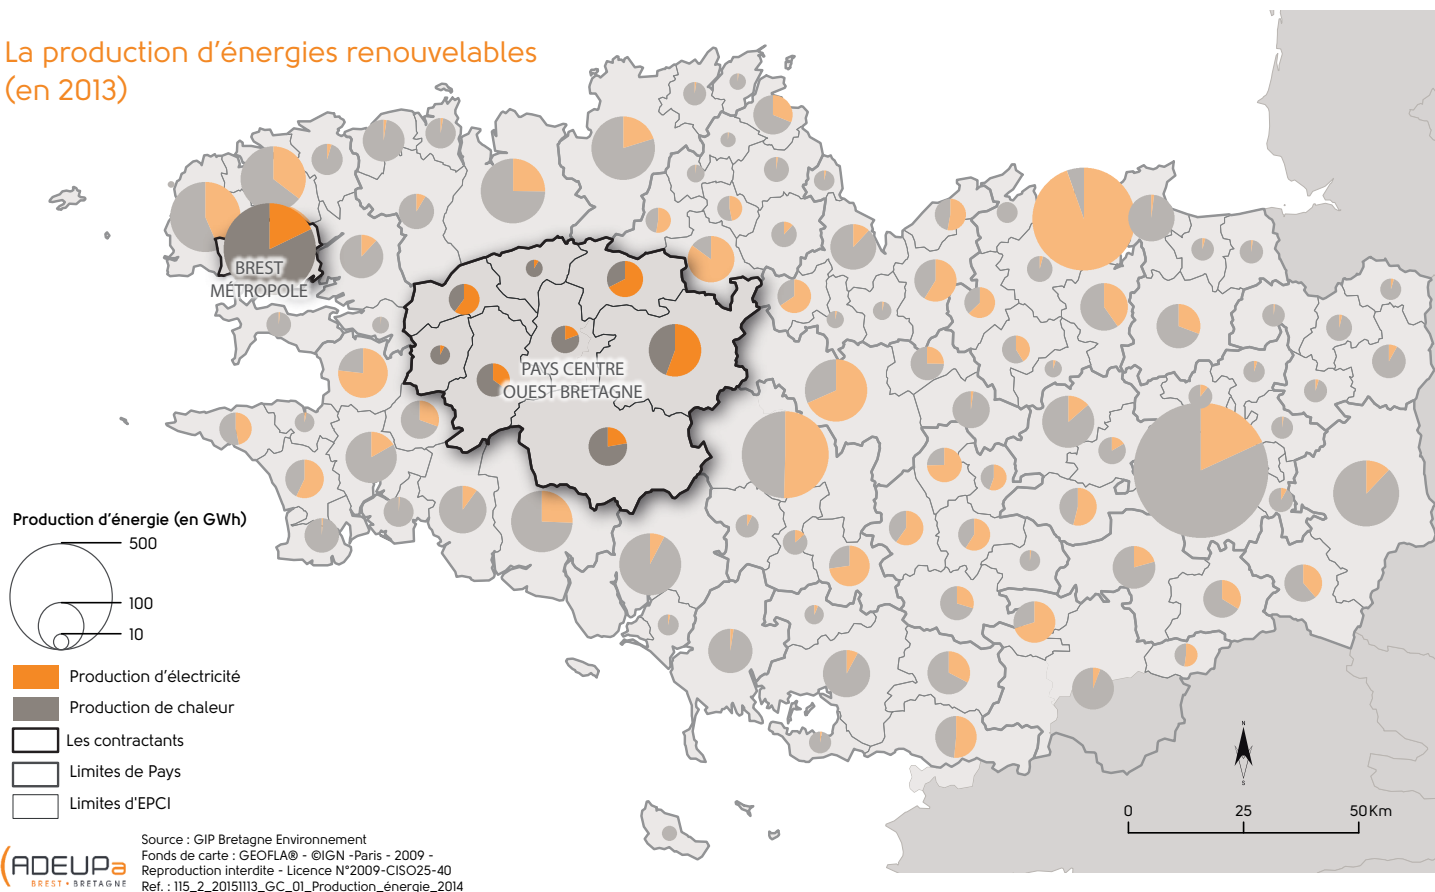 La production d'énergies renouvelables
(en 2013)
BREST
MÉTROPOLE
PAYS CENTRE
OUEST BRETAGNE
Production d'énergie (en GWh)
500
100
10
Production d'électricité
Production de chaleur
Les contractants
Limites de Pays
Limites d'EPCI
N
S
0 25 50Km
ADEUPa
BREST • BRETAGNE
Source : GIP Bretagne Environnement
Fonds de carte : GEOFLA® - ©IGN -Paris - 2009 -
Reproduction interdite - Licence N°2009-CISO25-40
Ref. : 115_2_20151113_GC_01_Production_énergie_2014